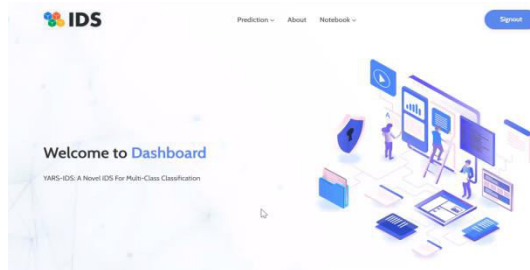 IDS
Prediction About Notebook Signout
Welcome to Dashboard
YARS-IDS: A Novel IDS For Multi-Class Classification